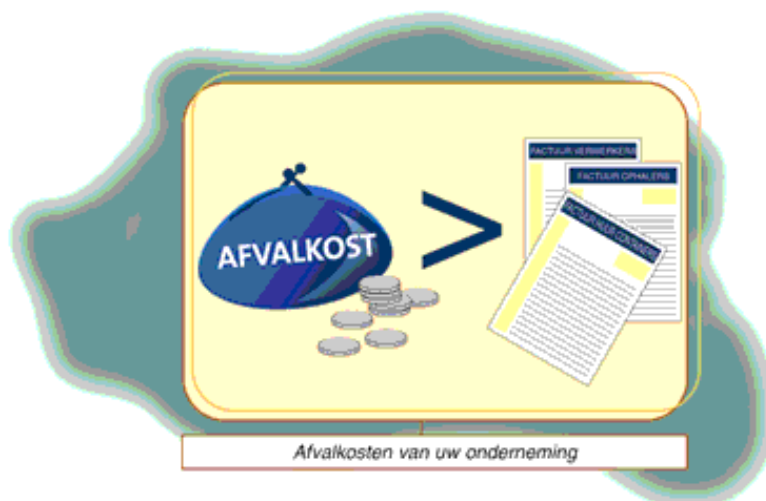 FACTUUR VERWERKERS
FACTUUR OPHALERS
FACTUUR HUUR CONTAINERS
AFVALKOST
>
Afvalkosten van uw onderneming